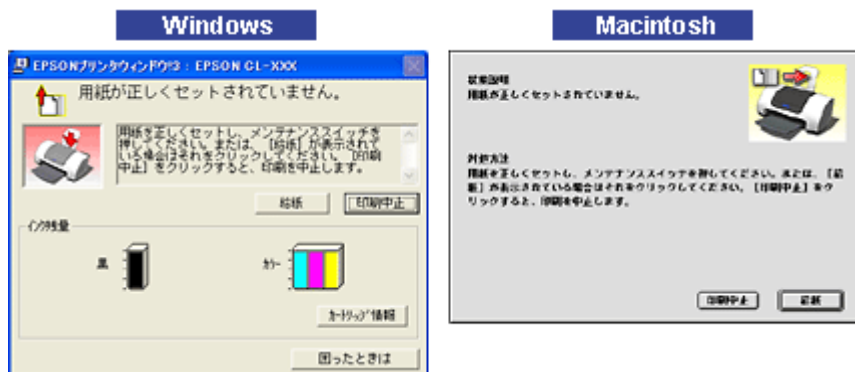 Windows
EPSONプリンタウィンドウ!3 : EPSON CL-XXX
用紙が正しくセットされていません。
用紙を正しくセットし、メンテナンススイッチを
押してください。または、[給紙] が表示されて
いる場合はそれをクリックしてください。[印刷
中止] をクリックすると、印刷を中止します。
給紙
印刷中止
インク残量
黒
カラー
カートリッジ情報
困ったときは
Macintosh
状態説明
用紙が正しくセットされていません。
対処方法
用紙を正しくセットし、メンテナンススイッチを押してください。または、[給
紙] が表示されている場合はそれをクリックしてください。[印刷中止] をク
リックすると、印刷を中止します。
印刷中止
給紙